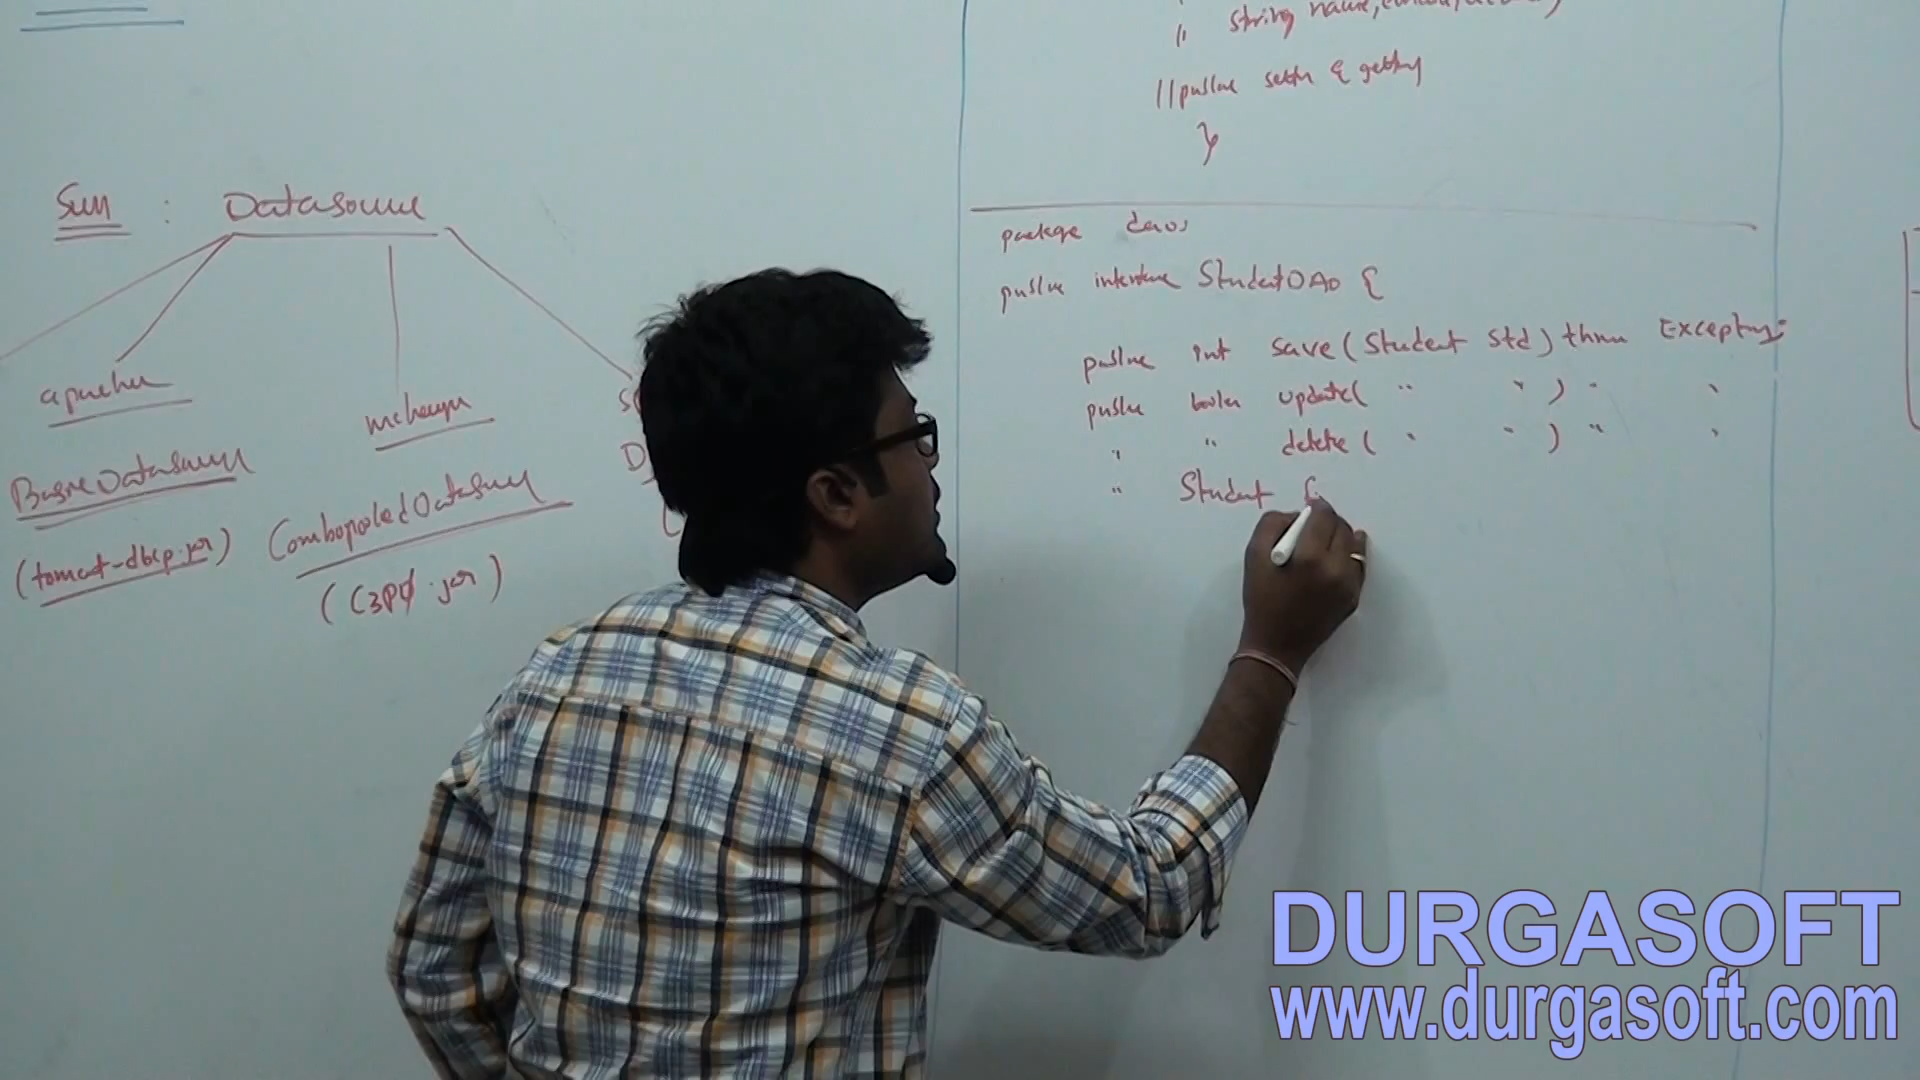 Sun : Datasource
apache
mchange
BasicDataSource
CombopooledDatasource
(tomcat-dbcp.jar)
(C3P0.jar)
" String name,
// public setter & getters
}
package daos
public interface StudentDAO {
public int save(Student std) throws Exception;
public boolean update( " " ) " "
" " delete( " " ) " "
" Student
DURGASOFT
www.durgasoft.com